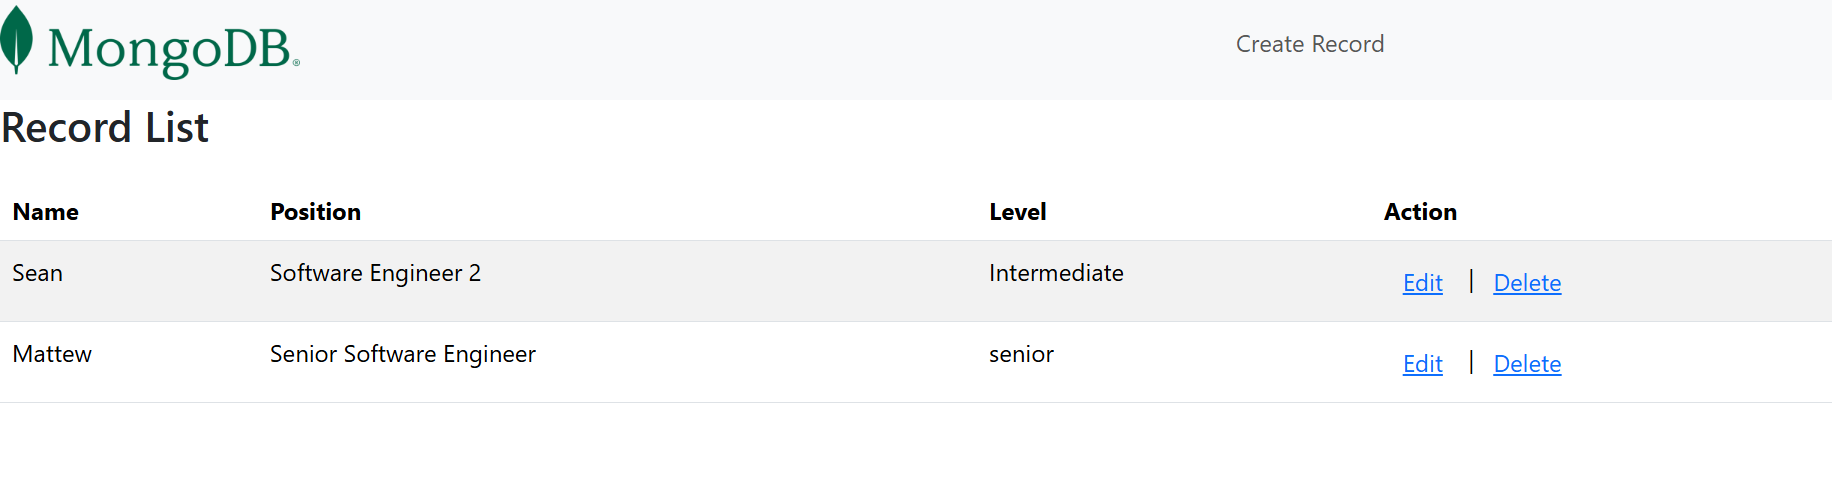 MongoDB®
Create Record
Record List
Name Position Level Action
Sean Software Engineer 2 Intermediate Edit | Delete
Mattew Senior Software Engineer senior Edit | Delete